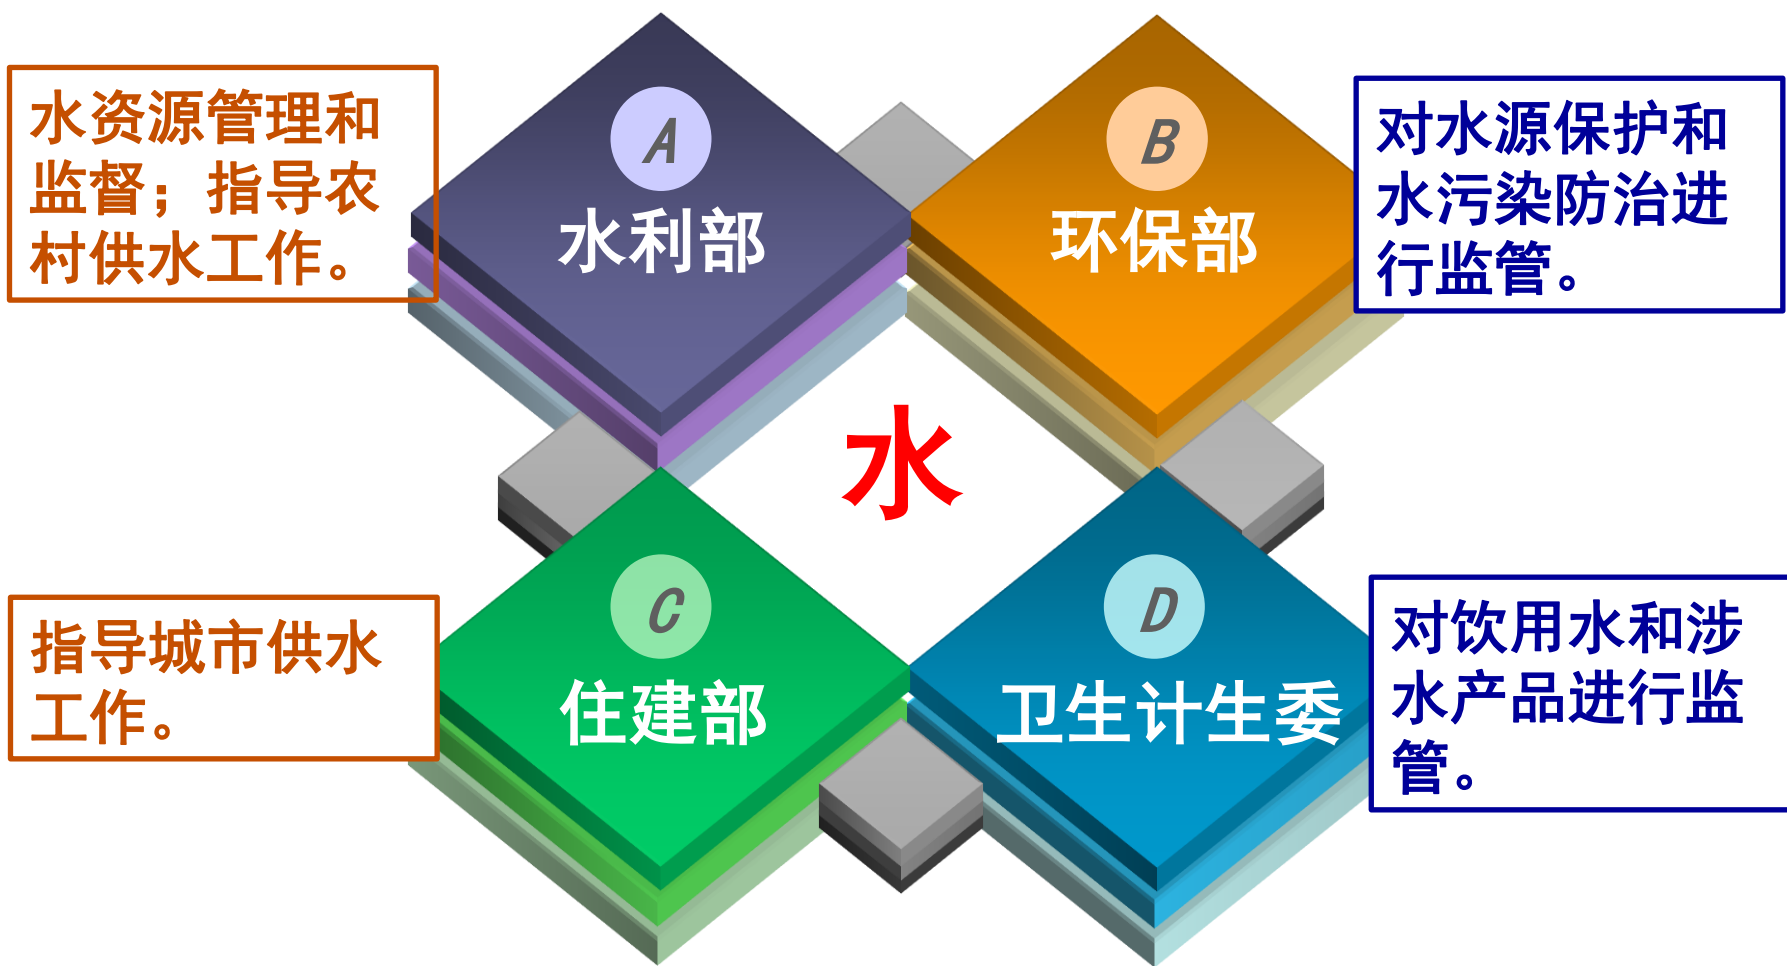 水资源管理和
监督；指导农
村供水工作。
A
水利部
B
环保部
对水源保护和
水污染防治进
行监管。
水
指导城市供水
工作。
C
住建部
D
卫生计生委
对饮用水和涉
水产品进行监
管。